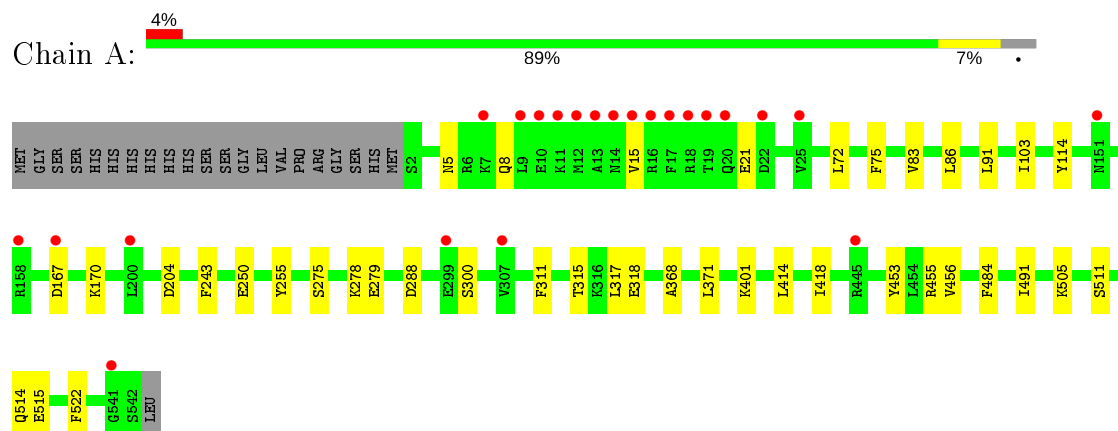 4%
Chain A:
89% 7% •
MET GLY SER SER HIS HIS HIS HIS HIS HIS SER SER GLY LEU VAL PRO ARG GLY SER HIS MET S2 N5 R6 K7 Q8 L9 E10 K11 M12 A13 N14 V15 R16 F17 R18 T19 Q20 E21 D22 V25 L72 F75 V83 L86 L91 I103 Y114 N151
R158 D167 K170 L200 D204 F243 E250 Y255 S275 K278 E279 D288 E299 S300 V307 F311 T315 K316 L317 E318 A368 L371 K401 L414 I418 R445 Y453 L454 R455 V456 F484 I491 K505 S511
Q514 E515 F522 G541 S542 LEU